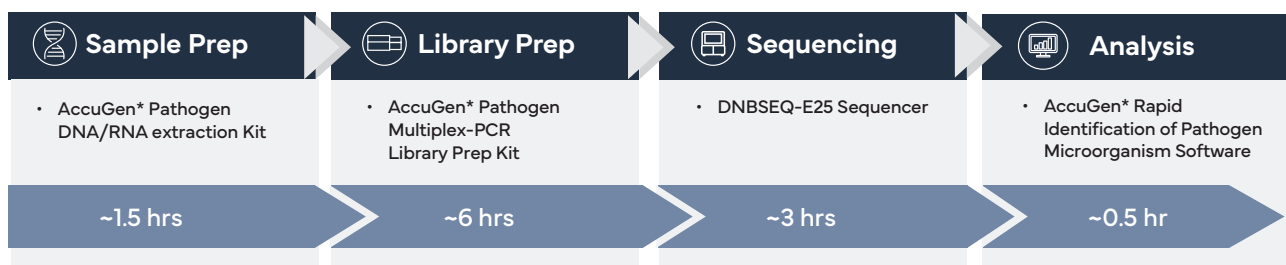 Sample Prep
Library Prep
Sequencing
Analysis
• AccuGen* Pathogen
DNA/RNA extraction Kit
• AccuGen* Pathogen
Multiplex-PCR
Library Prep Kit
• DNBSEQ-E25 Sequencer
• AccuGen* Rapid
Identification of Pathogen
Microorganism Software
~1.5 hrs
~6 hrs
~3 hrs
~0.5 hr